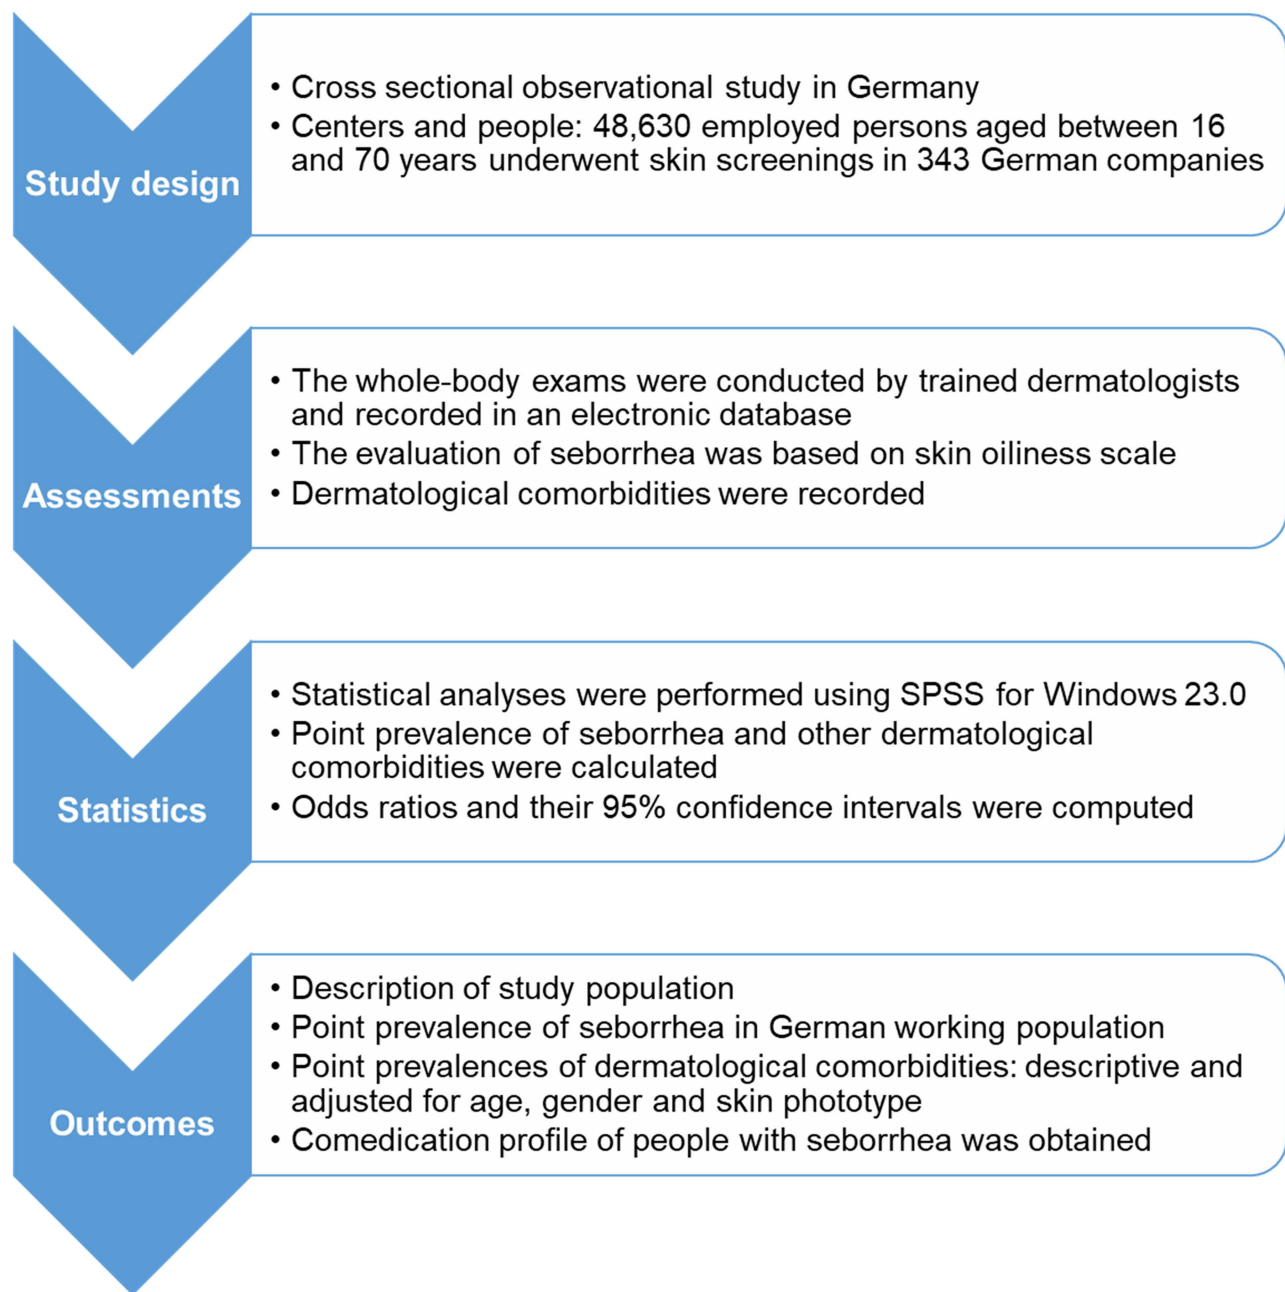 Study design
• Cross sectional observational study in Germany
• Centers and people: 48,630 employed persons aged between 16
and 70 years underwent skin screenings in 343 German companies
Assessments
• The whole-body exams were conducted by trained dermatologists
and recorded in an electronic database
• The evaluation of seborrhea was based on skin oiliness scale
• Dermatological comorbidities were recorded
Statistics
• Statistical analyses were performed using SPSS for Windows 23.0
• Point prevalence of seborrhea and other dermatological
comorbidities were calculated
• Odds ratios and their 95% confidence intervals were computed
Outcomes
• Description of study population
• Point prevalence of seborrhea in German working population
• Point prevalences of dermatological comorbidities: descriptive and
adjusted for age, gender and skin phototype
• Comedication profile of people with seborrhea was obtained